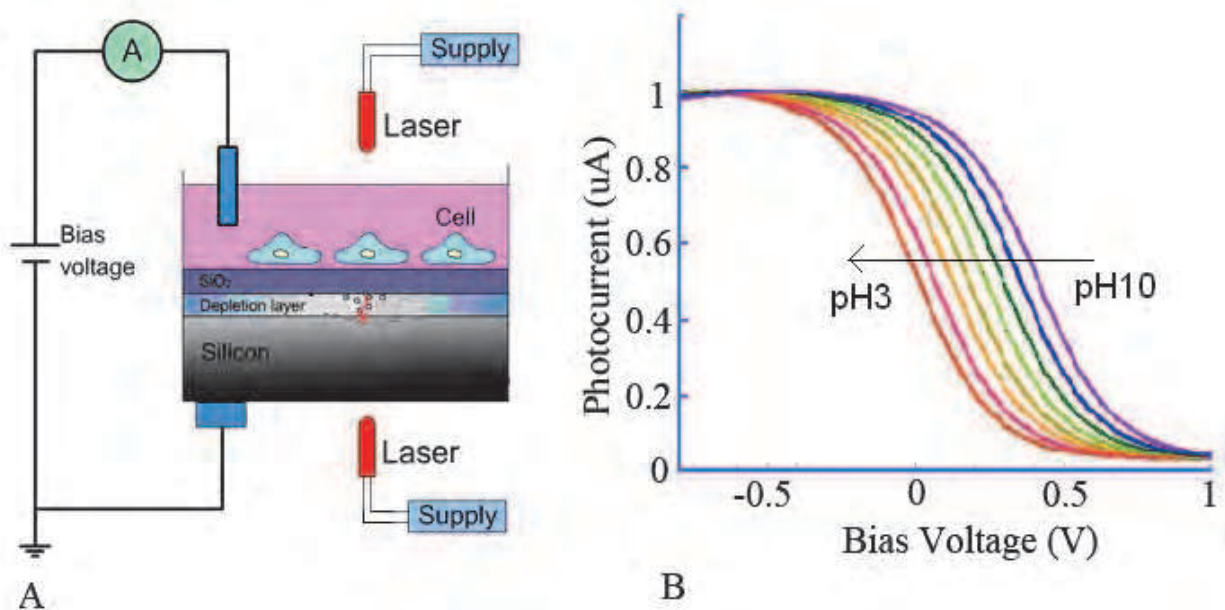 A
Supply
Laser
Bias
voltage
Cell
SiO₂
Depletion layer
Silicon
Laser
Supply
A
Photocurrent (uA)
1
0.8
0.6
0.4
0.2
0
-0.5
0
0.5
1
pH3
pH10
Bias Voltage (V)
B